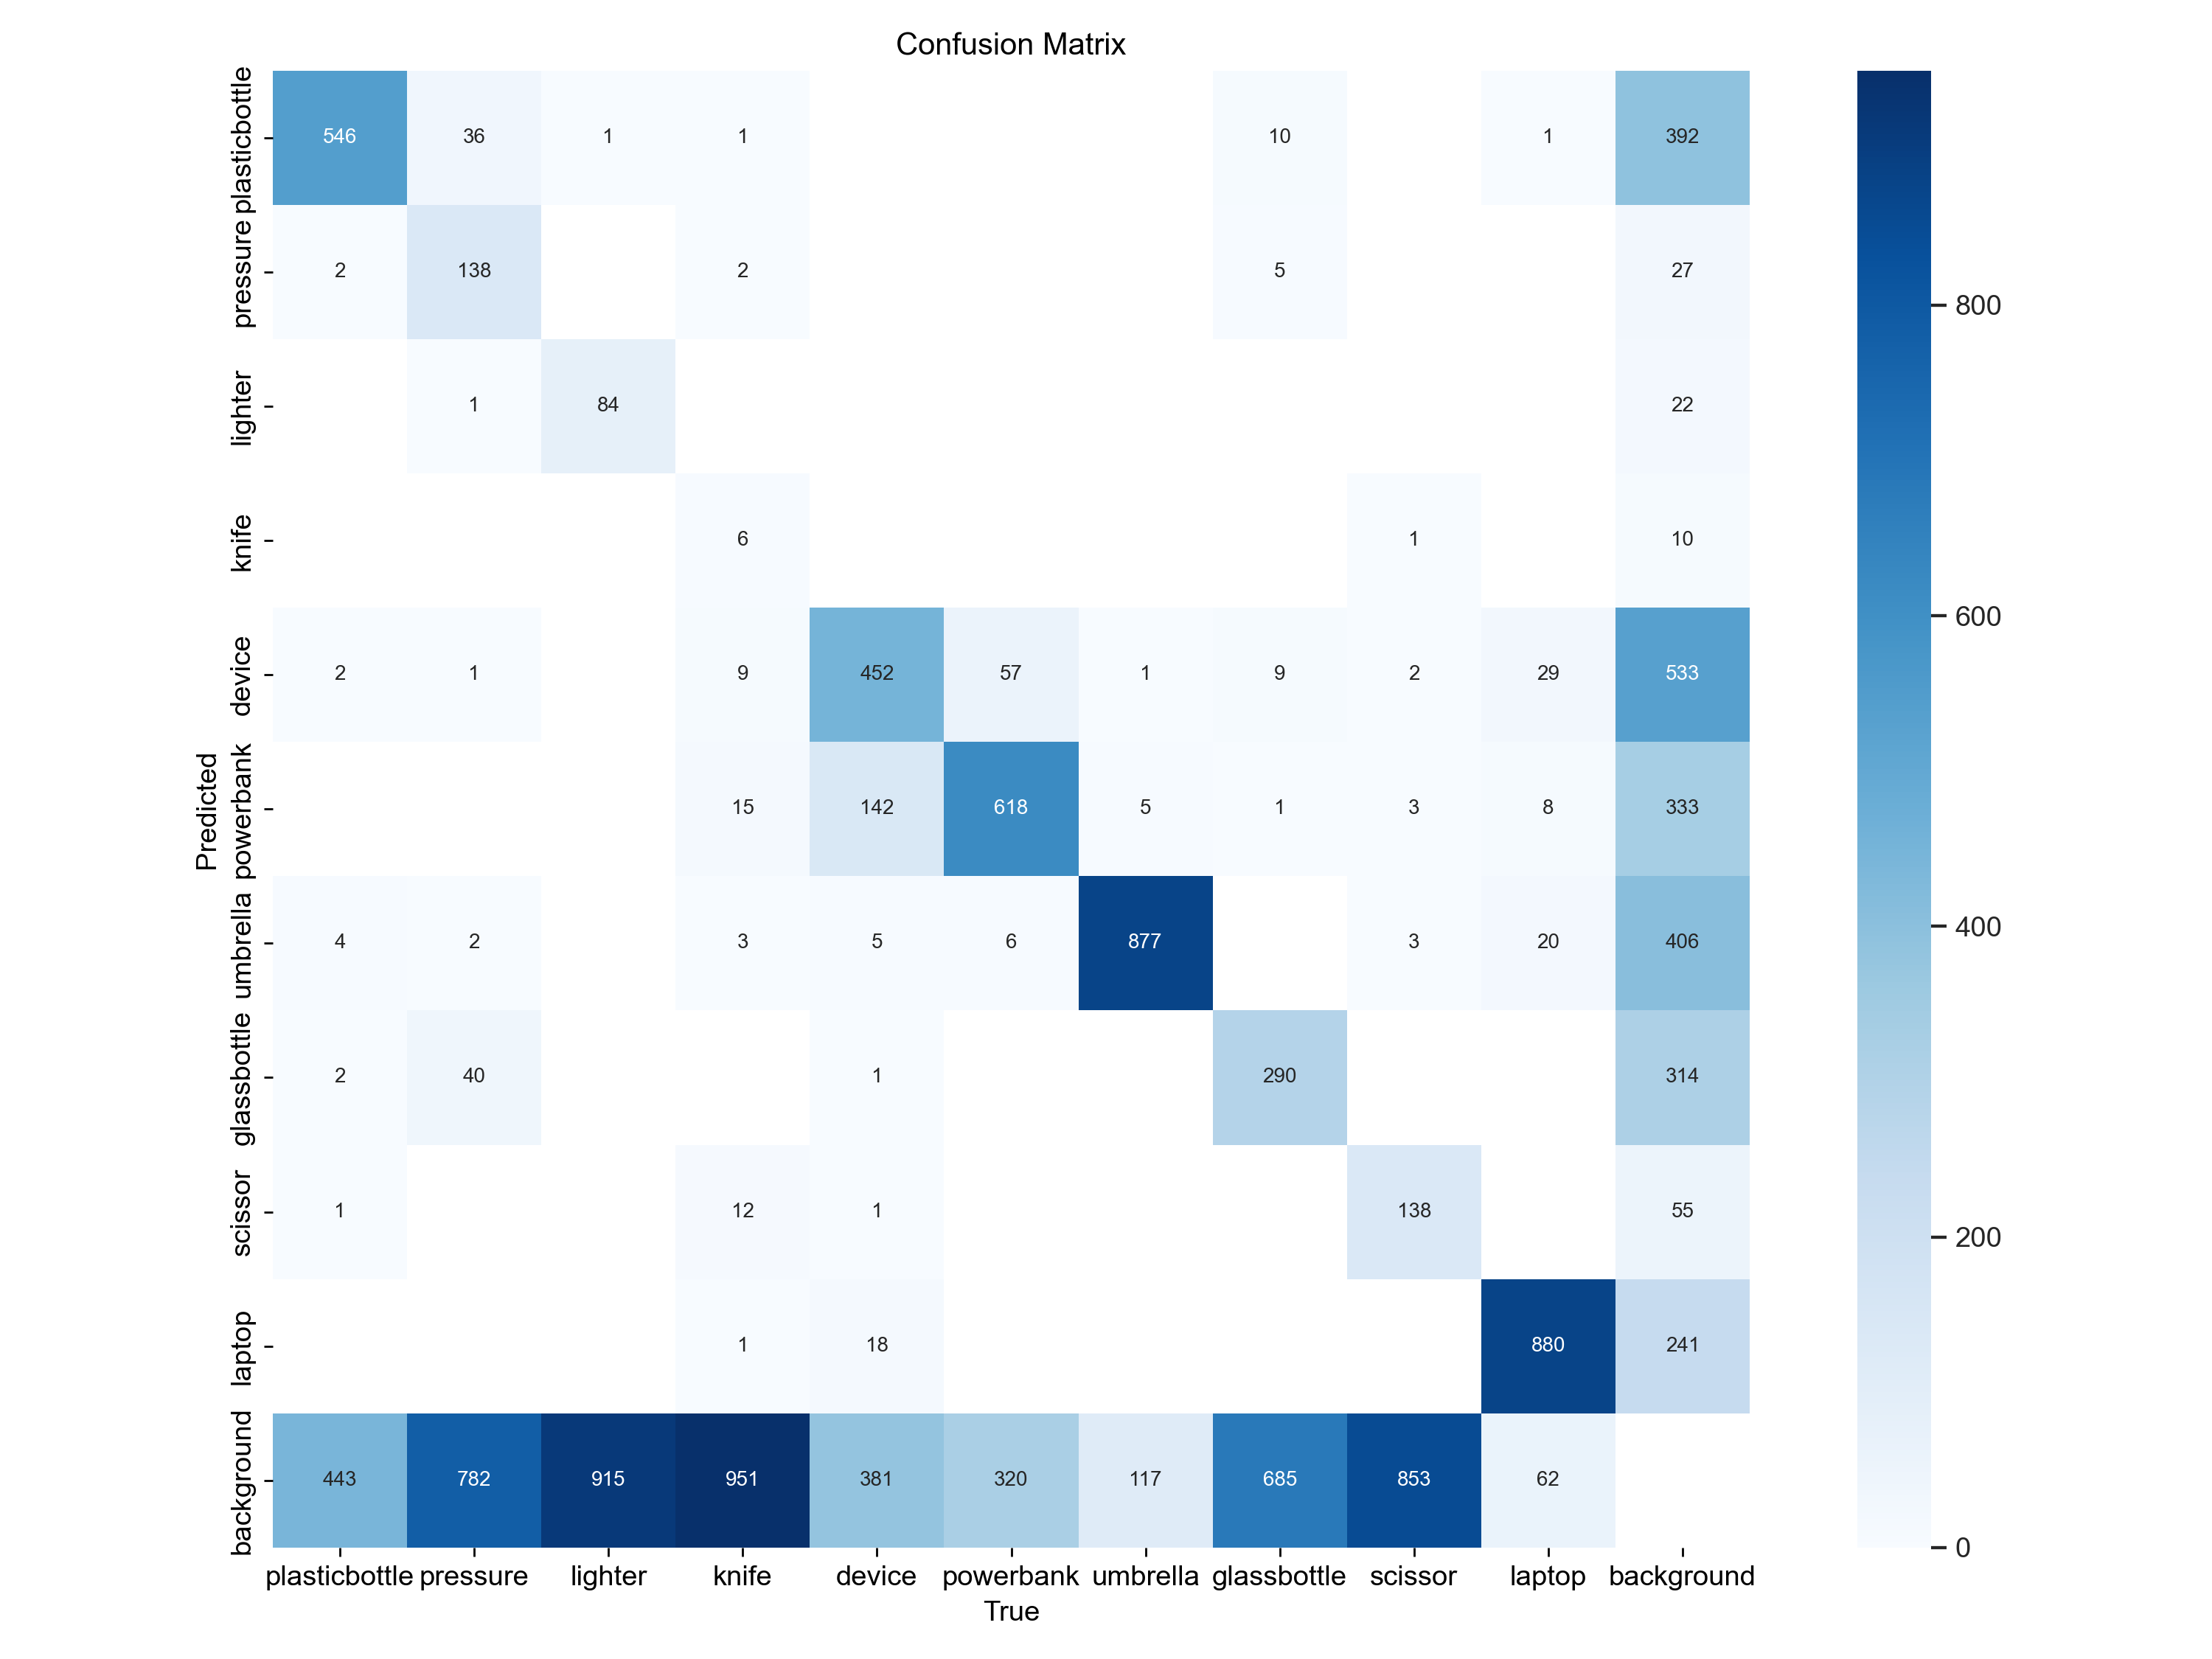 Confusion Matrix
plasticbottle 546 36 1 1 10 1 392
pressure 2 138 2 5 27
800
lighter 1 84 22
knife 6 1 10
600
device 2 1 9 452 57 1 9 2 29 533
Predicted
powerbank 15 142 618 5 1 3 8 333
400
umbrella 4 2 3 5 6 877 3 20 406
glassbottle 2 40 1 290 314
scissor 1 12 1 138 55
200
laptop 1 18 880 241
background 443 782 915 951 381 320 117 685 853 62
0
plasticbottle pressure lighter knife device powerbank umbrella glassbottle scissor laptop background
True